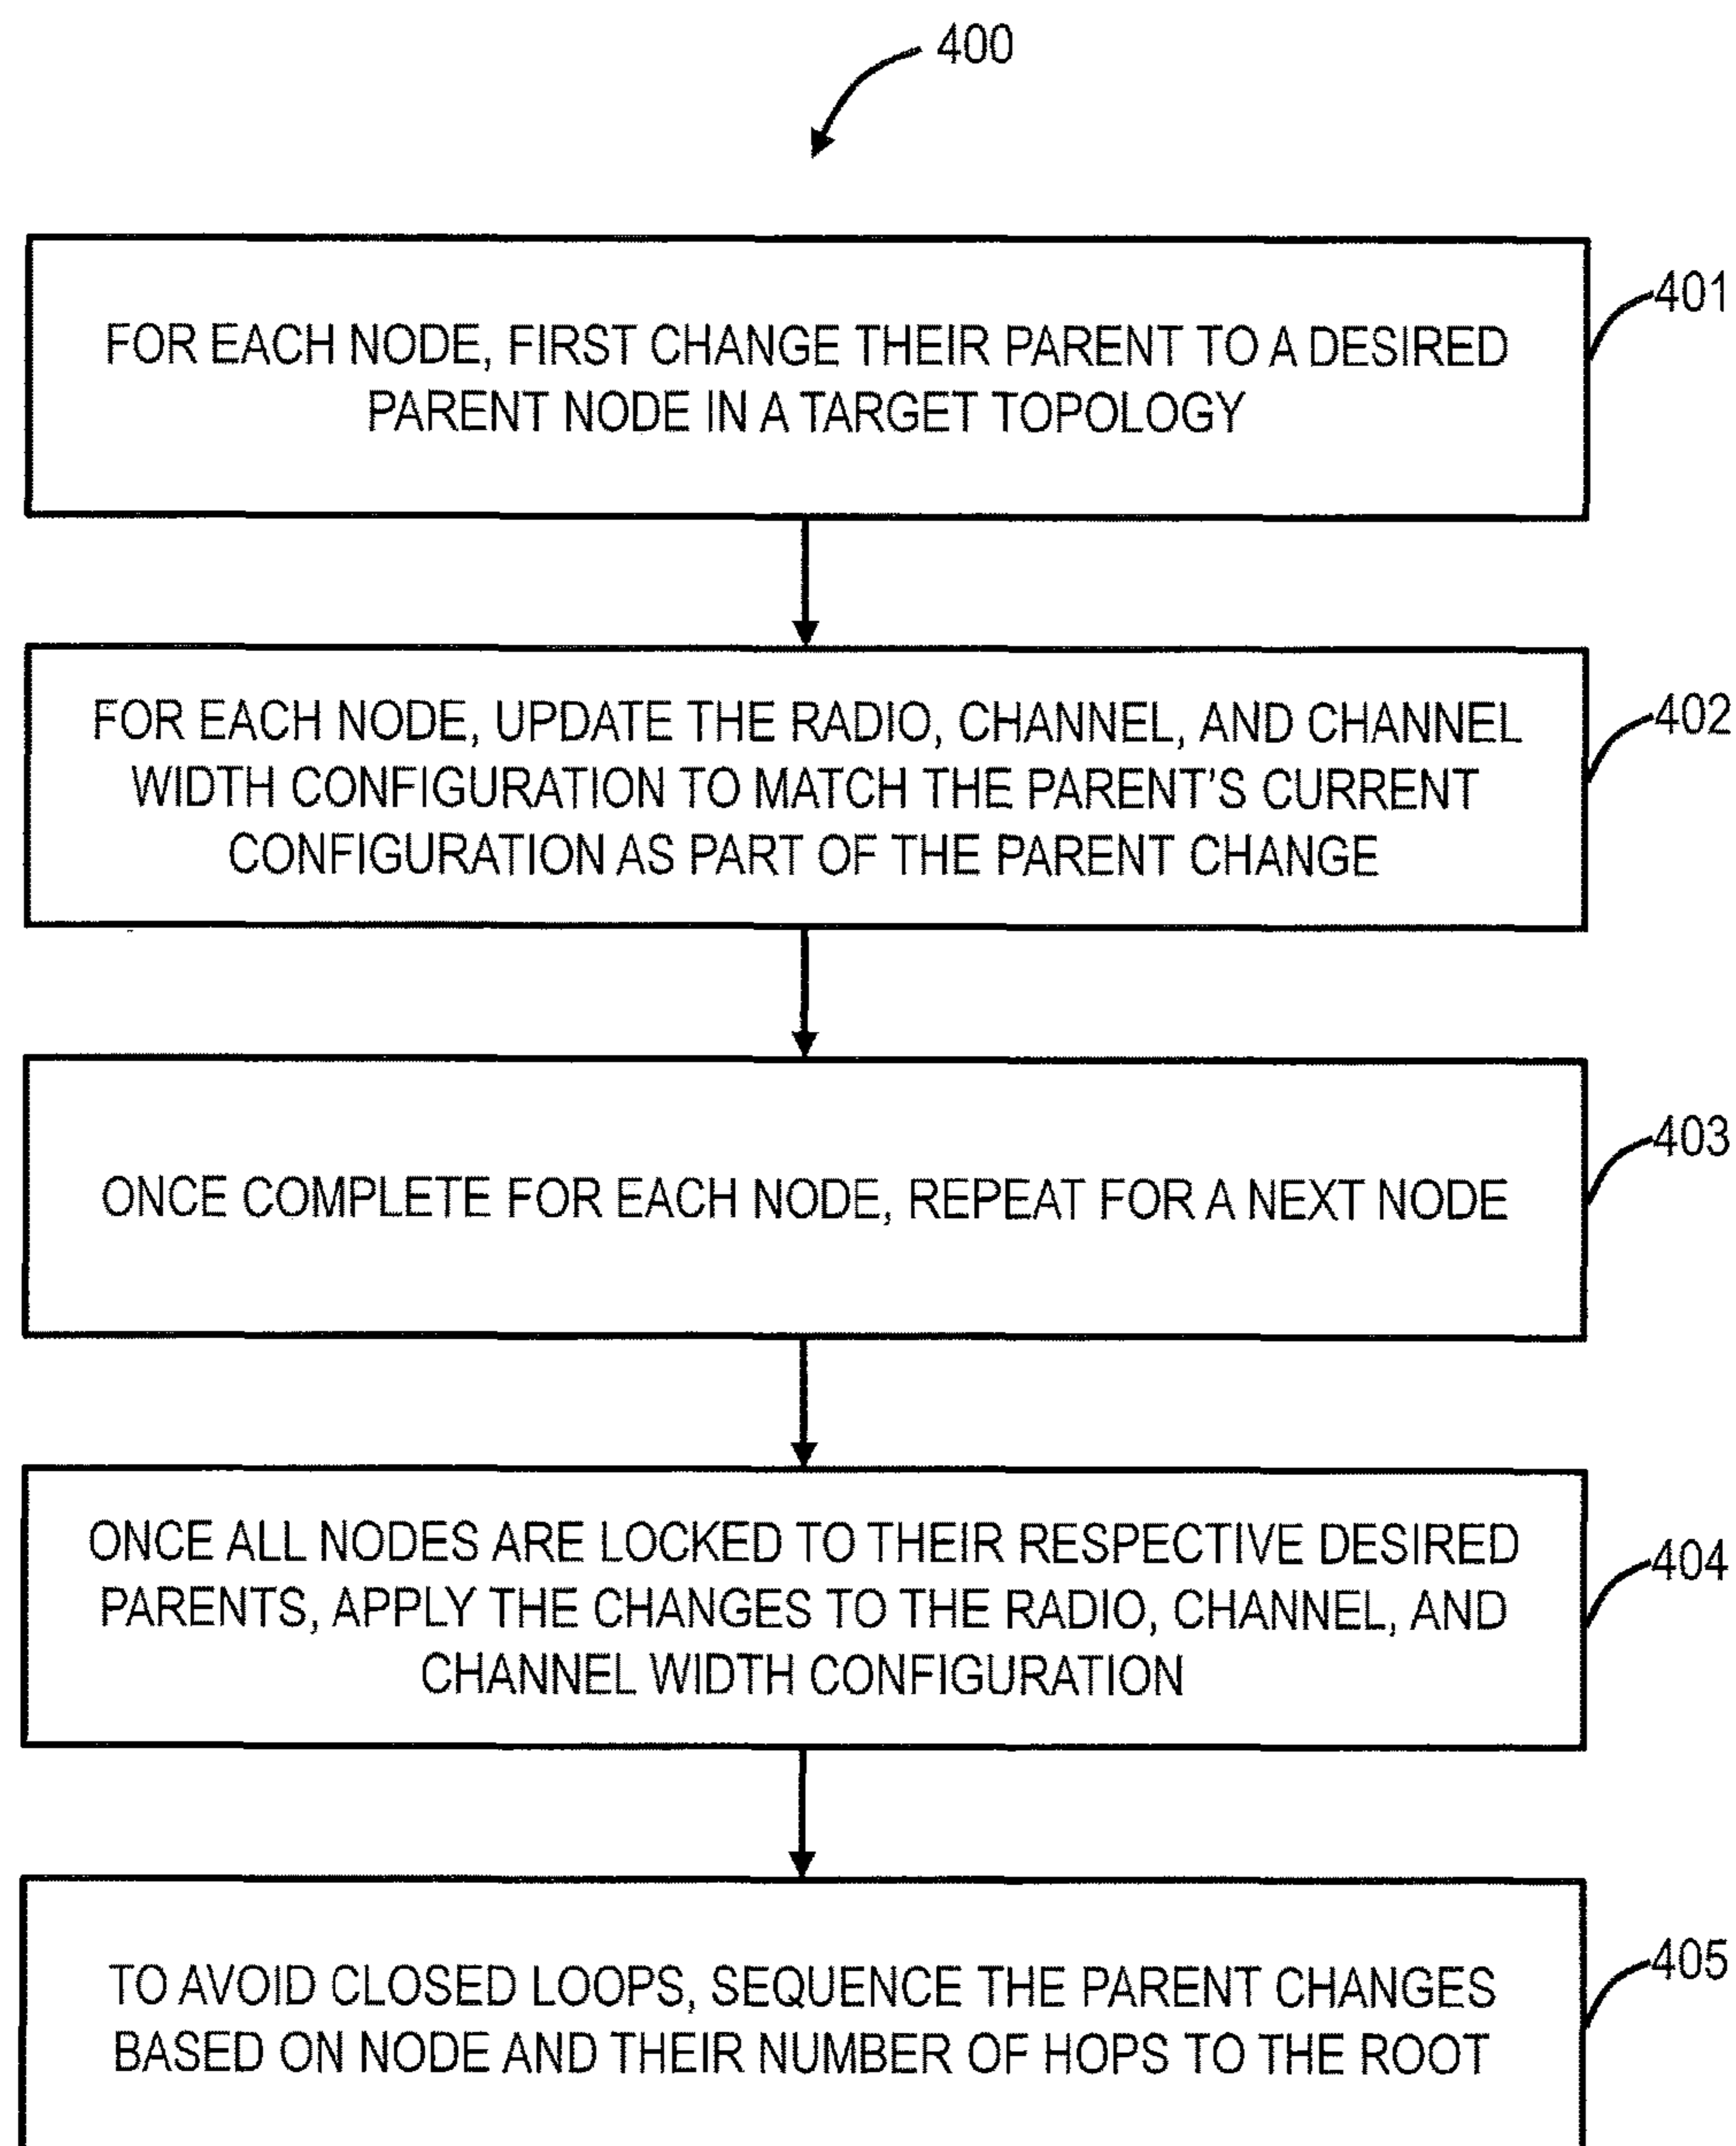 400
FOR EACH NODE, FIRST CHANGE THEIR PARENT TO A DESIRED
PARENT NODE IN A TARGET TOPOLOGY
401
FOR EACH NODE, UPDATE THE RADIO, CHANNEL, AND CHANNEL
WIDTH CONFIGURATION TO MATCH THE PARENT'S CURRENT
CONFIGURATION AS PART OF THE PARENT CHANGE
402
ONCE COMPLETE FOR EACH NODE, REPEAT FOR A NEXT NODE
403
ONCE ALL NODES ARE LOCKED TO THEIR RESPECTIVE DESIRED
PARENTS, APPLY THE CHANGES TO THE RADIO, CHANNEL, AND
CHANNEL WIDTH CONFIGURATION
404
TO AVOID CLOSED LOOPS, SEQUENCE THE PARENT CHANGES
BASED ON NODE AND THEIR NUMBER OF HOPS TO THE ROOT
405